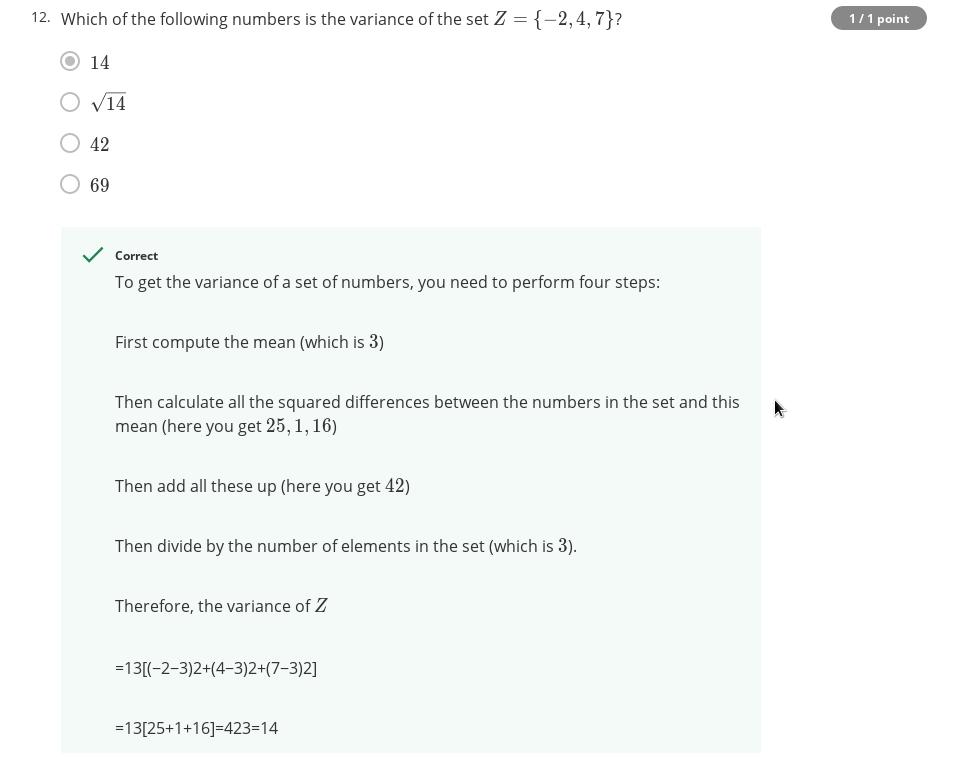 12. Which of the following numbers is the variance of the set Z = {−2, 4, 7}?
1 / 1 point
14
√14
42
69
Correct
To get the variance of a set of numbers, you need to perform four steps:
First compute the mean (which is 3)
Then calculate all the squared differences between the numbers in the set and this
mean (here you get 25, 1, 16)
Then add all these up (here you get 42)
Then divide by the number of elements in the set (which is 3).
Therefore, the variance of Z
=13[(−2−3)2+(4−3)2+(7−3)2]
=13[25+1+16]=423=14